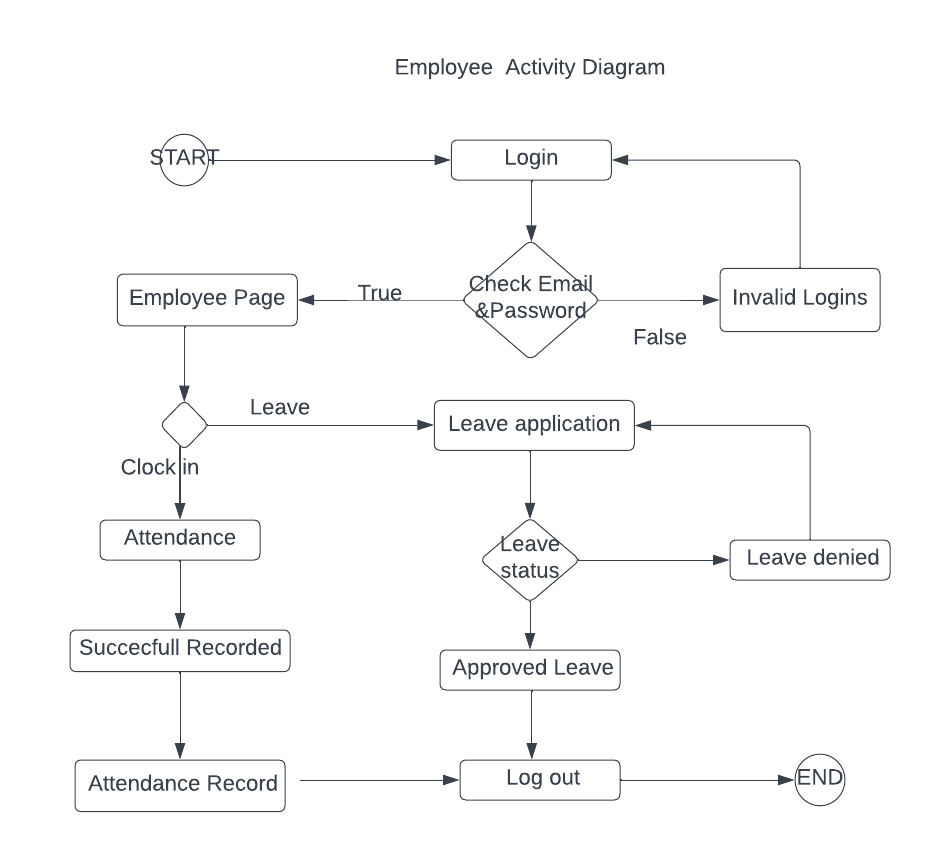 Employee  Activity Diagram
START
Login
Check Email
&Password
True
False
Employee Page
Invalid Logins
Leave
Leave application
Clock in
Attendance
Leave
status
Leave denied
Succecfull Recorded
Approved Leave
Attendance Record
Log out
END